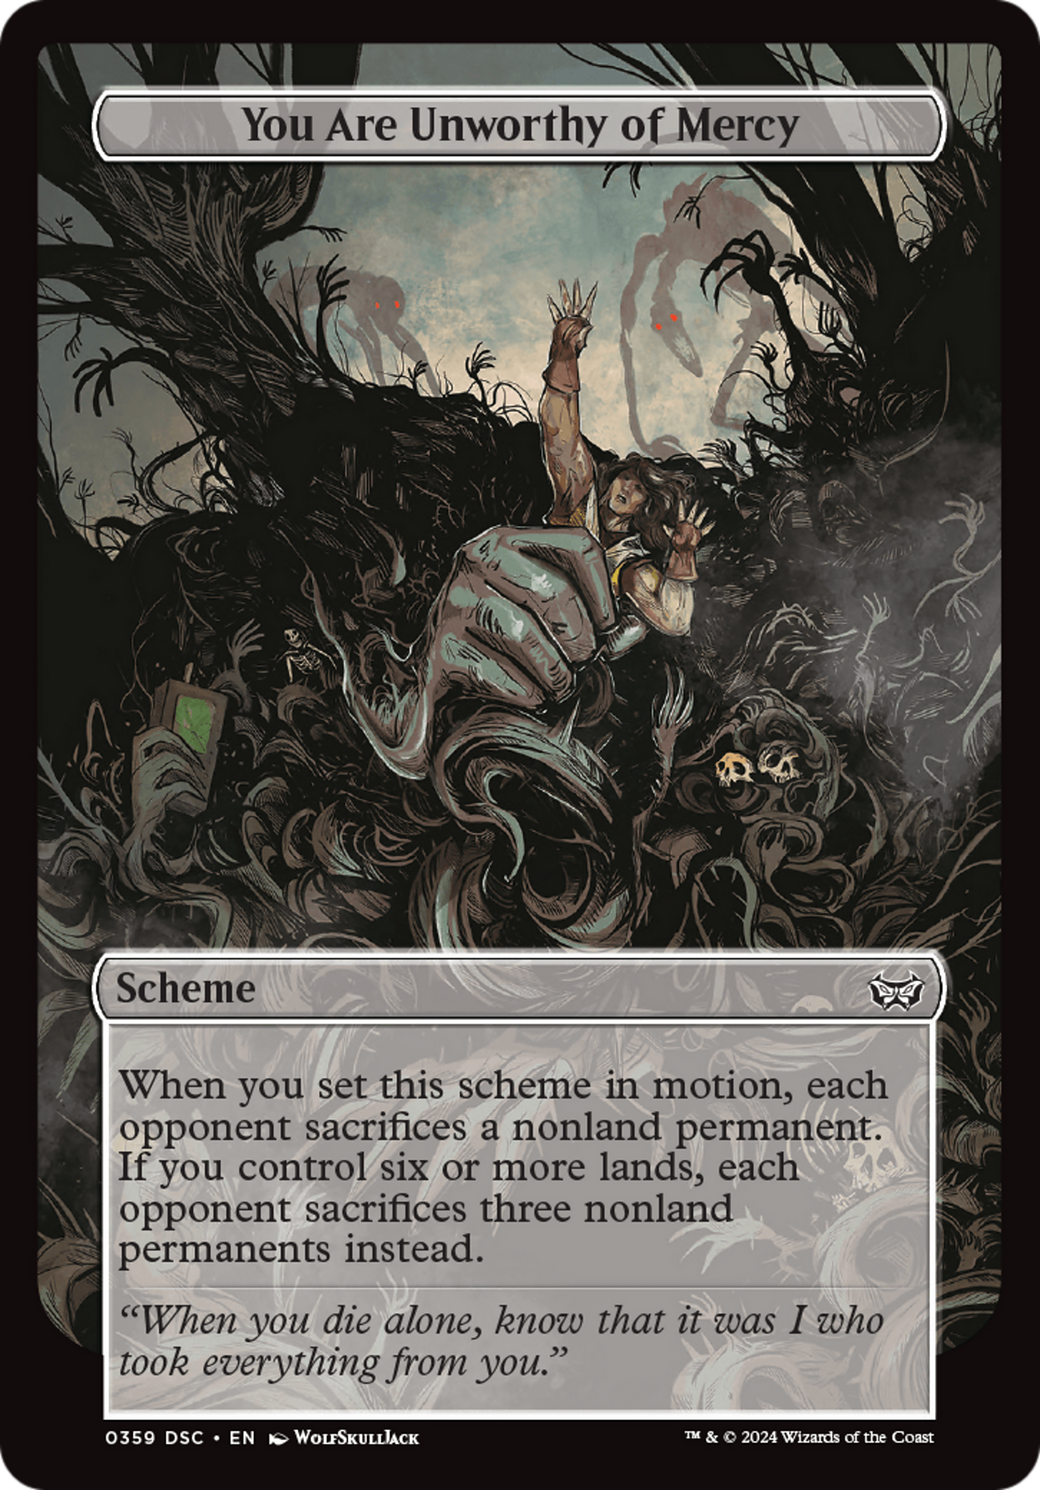 You Are Unworthy of Mercy
Scheme
When you set this scheme in motion, each
opponent sacrifices a nonland permanent.
If you control six or more lands, each
opponent sacrifices three nonland
permanents instead.
“When you die alone, know that it was I who
took everything from you.”
0359 DSC • EN WolfSkullJack
™ & © 2024 Wizards of the Coast